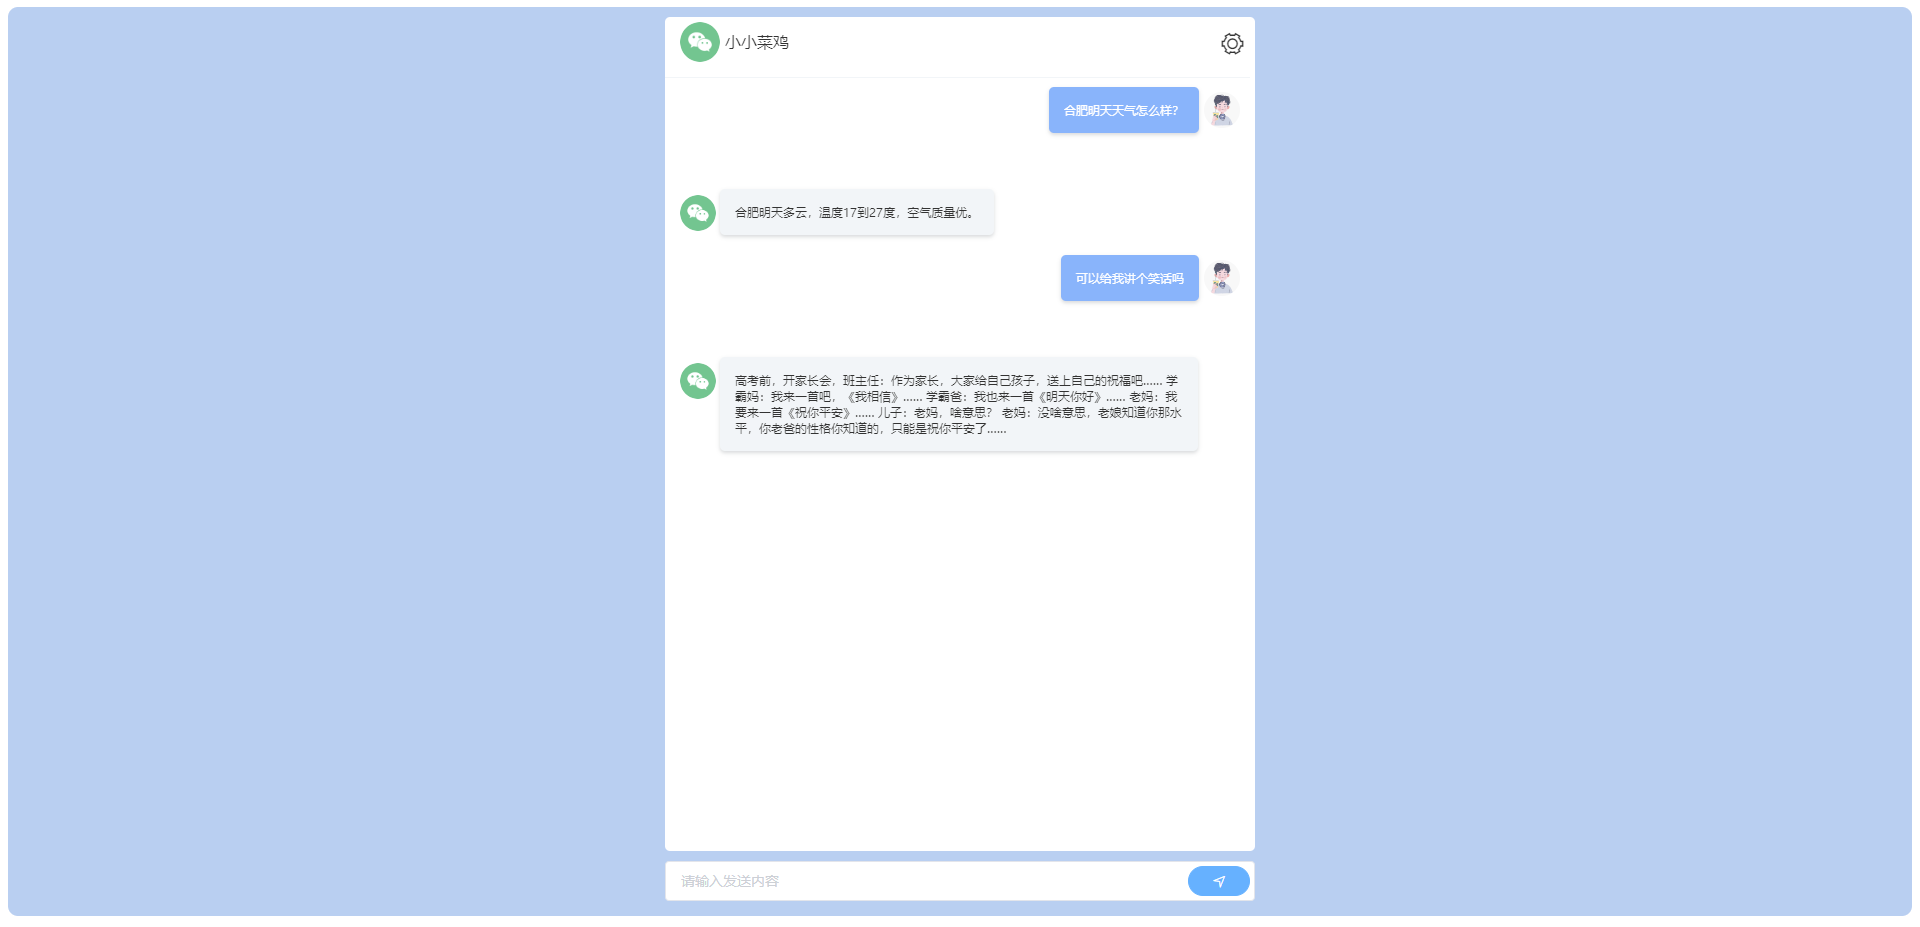 小小菜鸡
合肥明天天气怎么样？
合肥明天多云，温度17到27度，空气质量优。
可以给我讲个笑话吗
高考前，开家长会，班主任：作为家长，大家给自己孩子，送上自己的祝福吧…… 学
霸妈：我来一首吧，《我相信》…… 学霸爸：我也来一首《明天你好》…… 老妈：我
要来一首《祝你平安》…… 儿子：老妈，啥意思？ 老妈：没啥意思，老娘知道你那水
平，你老爸的性格你知道的，只能是祝你平安了……
请输入发送内容